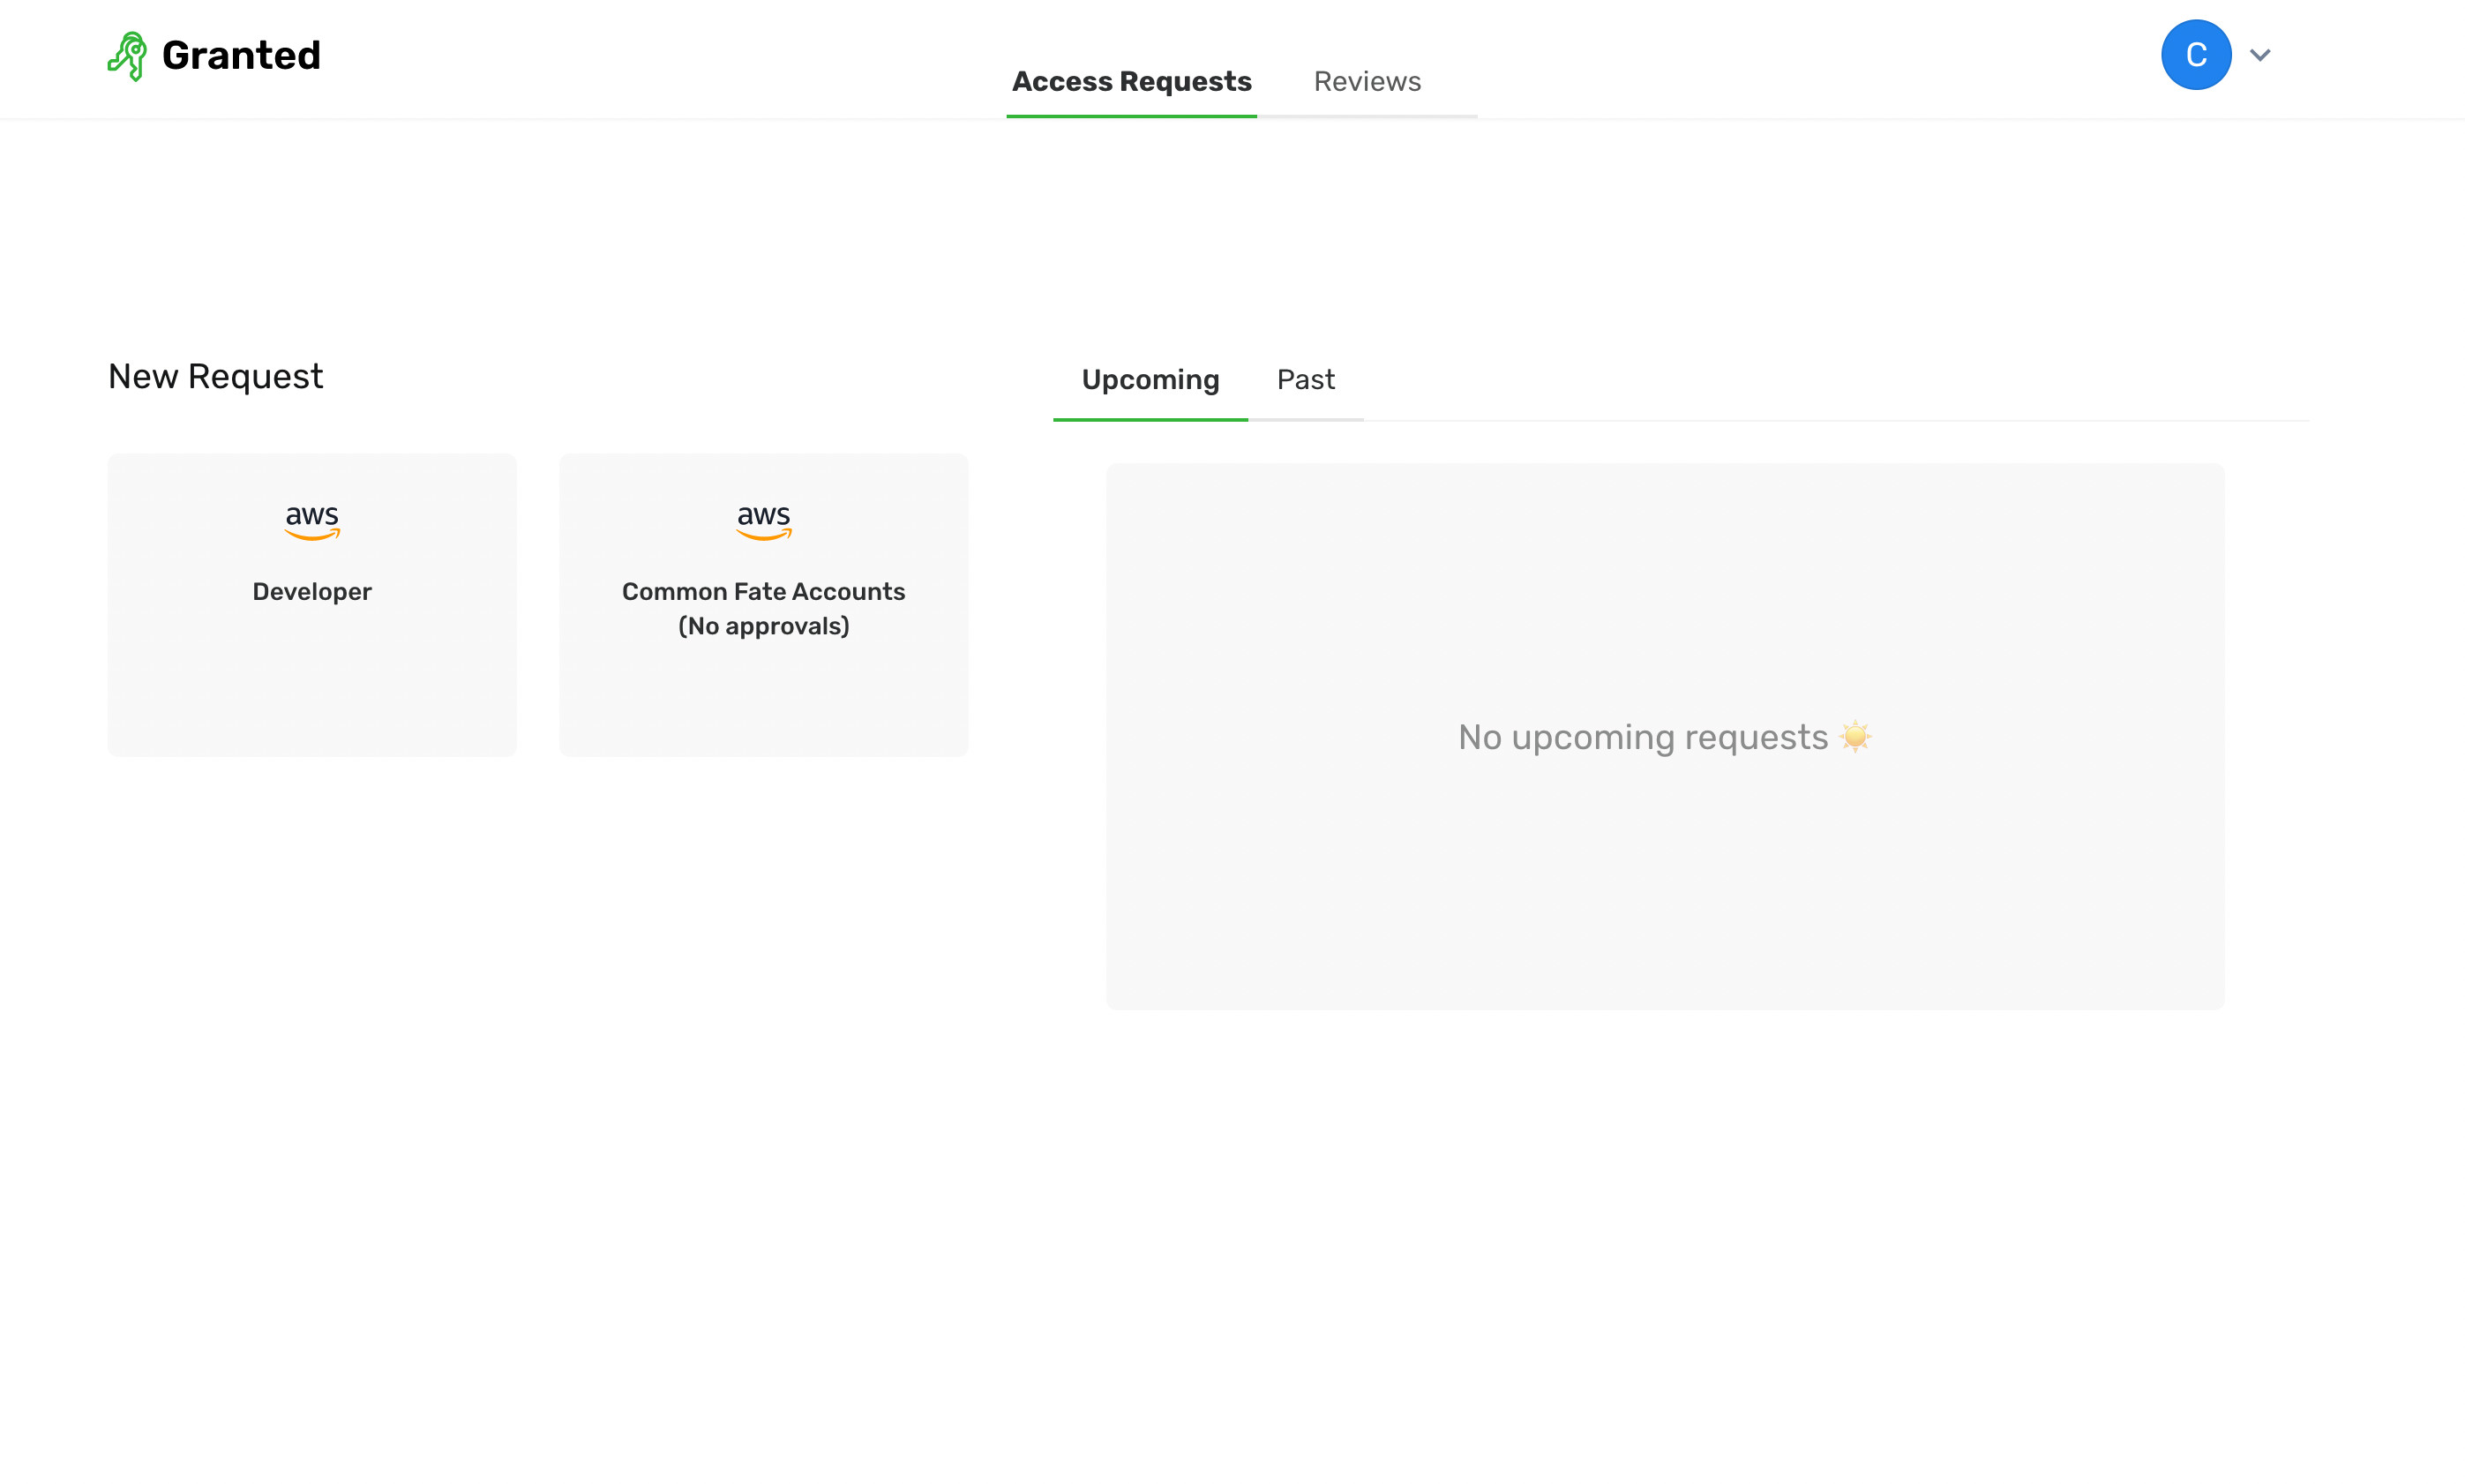 Granted
Access Requests
Reviews
C
New Request
Upcoming
Past
aws
Developer
aws
Common Fate Accounts
(No approvals)
No upcoming requests ☀️